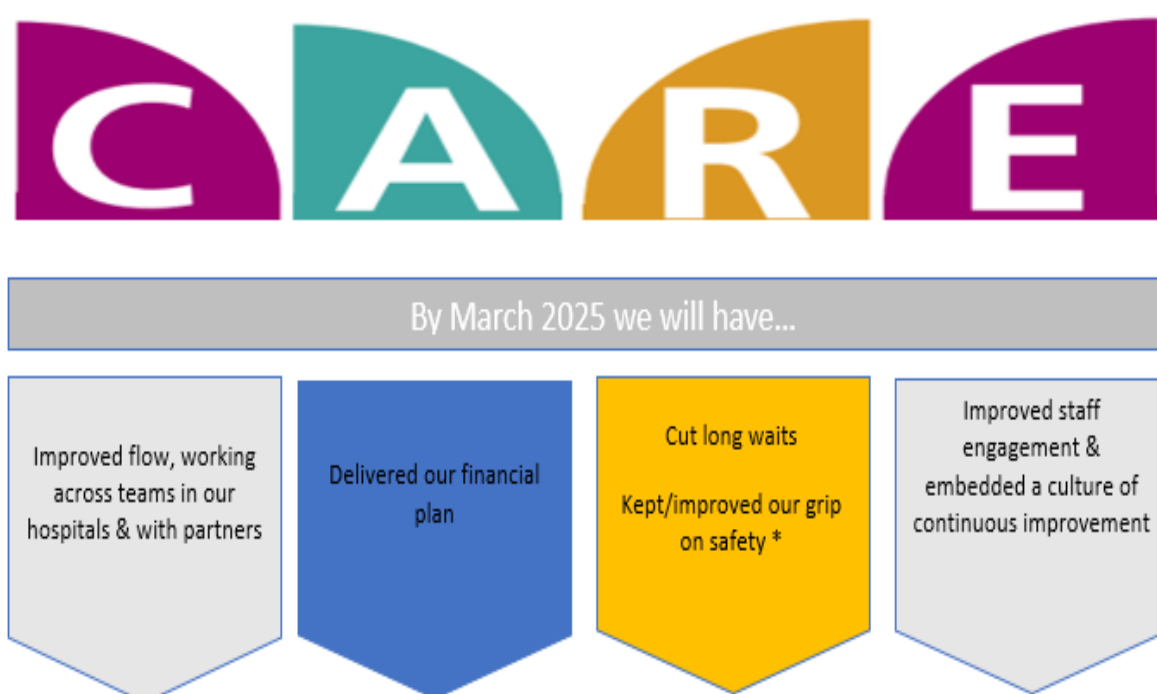 C A R E
By March 2025 we will have...
Improved flow, working
across teams in our
hospitals & with partners
Delivered our financial
plan
Cut long waits
Kept/improved our grip
on safety *
Improved staff
engagement &
embedded a culture of
continuous improvement